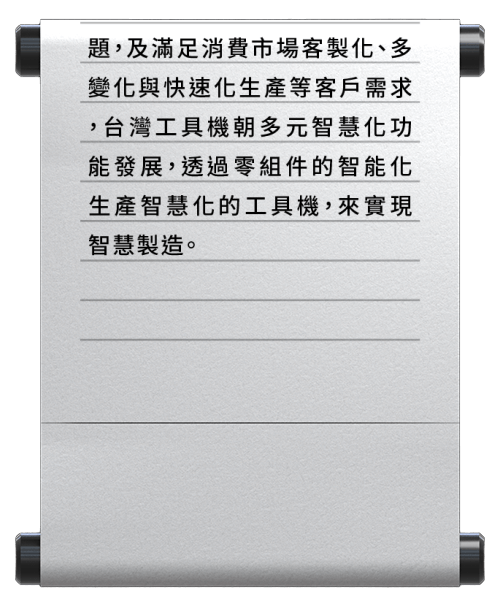 題，及滿足消費市場客製化、多
變化與快速化生產等客戶需求
，台灣工具機朝多元智慧化功
能發展，透過零組件的智能化
生產智慧化的工具機，來實現
智慧製造。